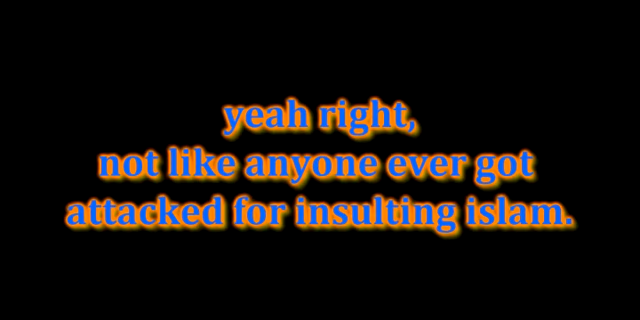 yeah right,
not like anyone ever got
attacked for insulting islam.